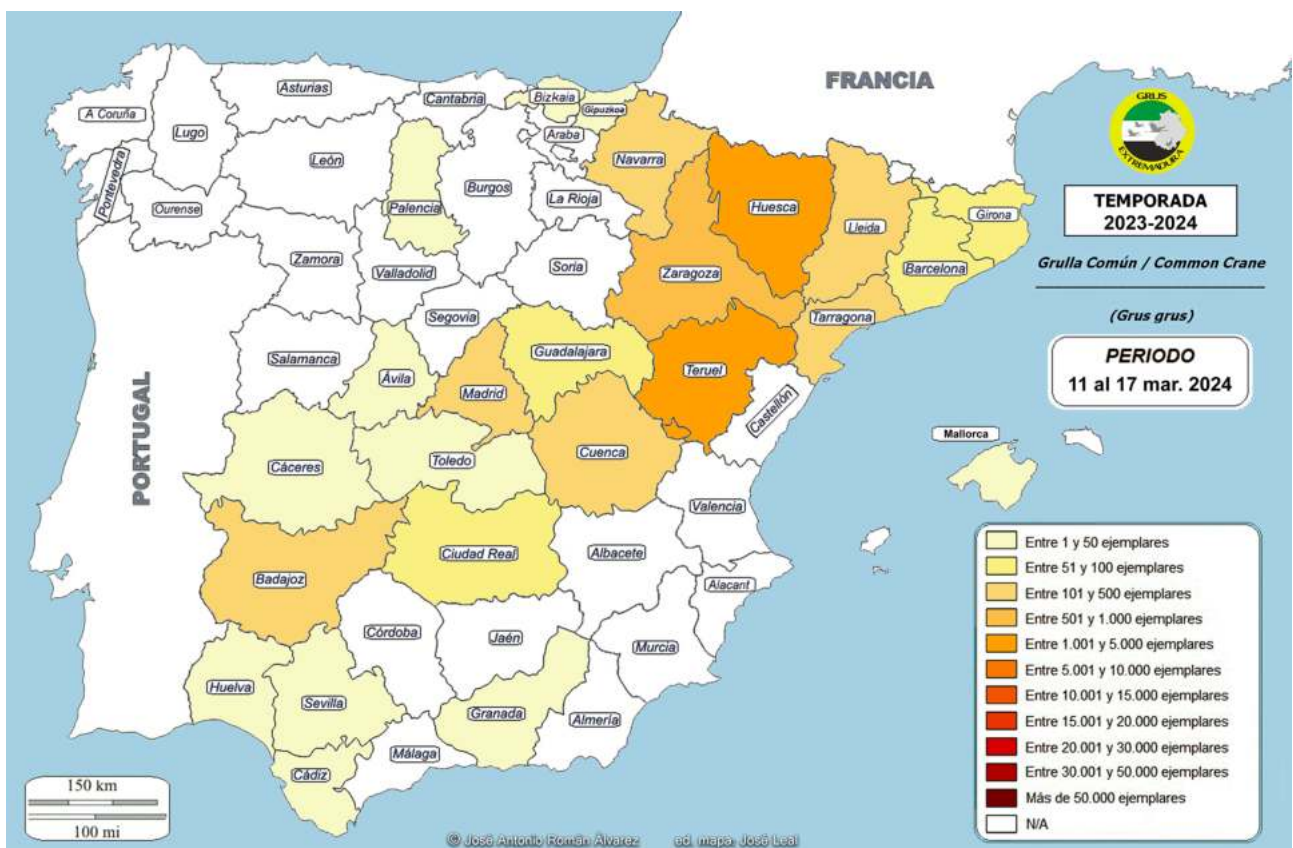 FRANCIA
GRUS
EXTREMADURA
TEMPORADA
2023-2024
Grulla Común / Common Crane
(Grus grus)
PERIODO
11 al 17 mar. 2024
A Coruña
Lugo
Asturias
Cantabria
Bizkaia
Gipuzkoa
Araba
Navarra
Pontevedra
Ourense
León
Palencia
Burgos
La Rioja
Huesca
Lleida
Girona
Barcelona
Zamora
Valladolid
Soria
Zaragoza
Tarragona
Segovia
Salamanca
Ávila
Madrid
Guadalajara
Teruel
Castellón
PORTUGAL
Cáceres
Toledo
Cuenca
Valencia
Mallorca
Badajoz
Ciudad Real
Albacete
Alacant
Córdoba
Jaén
Murcia
Huelva
Sevilla
Granada
Almería
Cádiz
Málaga
Entre 1 y 50 ejemplares
Entre 51 y 100 ejemplares
Entre 101 y 500 ejemplares
Entre 501 y 1.000 ejemplares
Entre 1.001 y 5.000 ejemplares
Entre 5.001 y 10.000 ejemplares
Entre 10.001 y 15.000 ejemplares
Entre 15.001 y 20.000 ejemplares
Entre 20.001 y 30.000 ejemplares
Entre 30.001 y 50.000 ejemplares
Más de 50.000 ejemplares
N/A
150 km
100 mi
© José Antonio Román Álvarez ed. mapa: José Leal